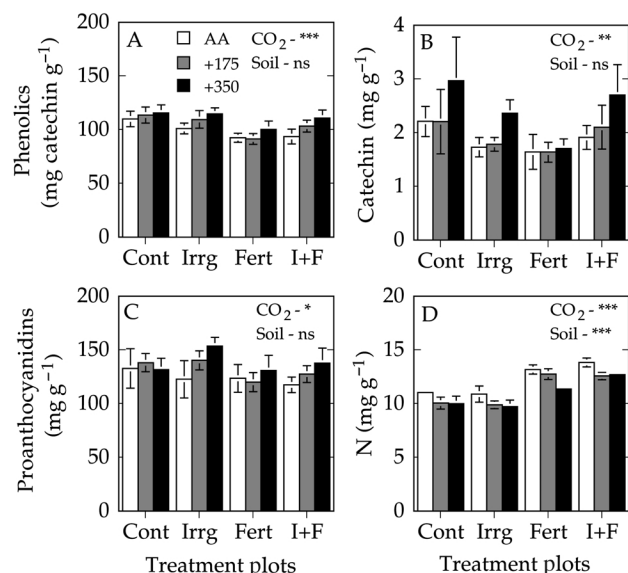 A
AA
+175
+350
CO2 - ***
Soil - ns
200
150
100
50
0
Phenolics
(mg catechin g−1)
Cont Irrg Fert I+F
B
CO2 - **
Soil - ns
4
3
2
1
0
Catechin (mg g−1)
Cont Irrg Fert I+F
C
CO2 - *
Soil - ns
200
150
100
50
0
Proanthocyanidins
(mg g−1)
Cont Irrg Fert I+F
Treatment plots
D
CO2 - ***
Soil - ***
20
15
10
5
0
N (mg g−1)
Cont Irrg Fert I+F
Treatment plots